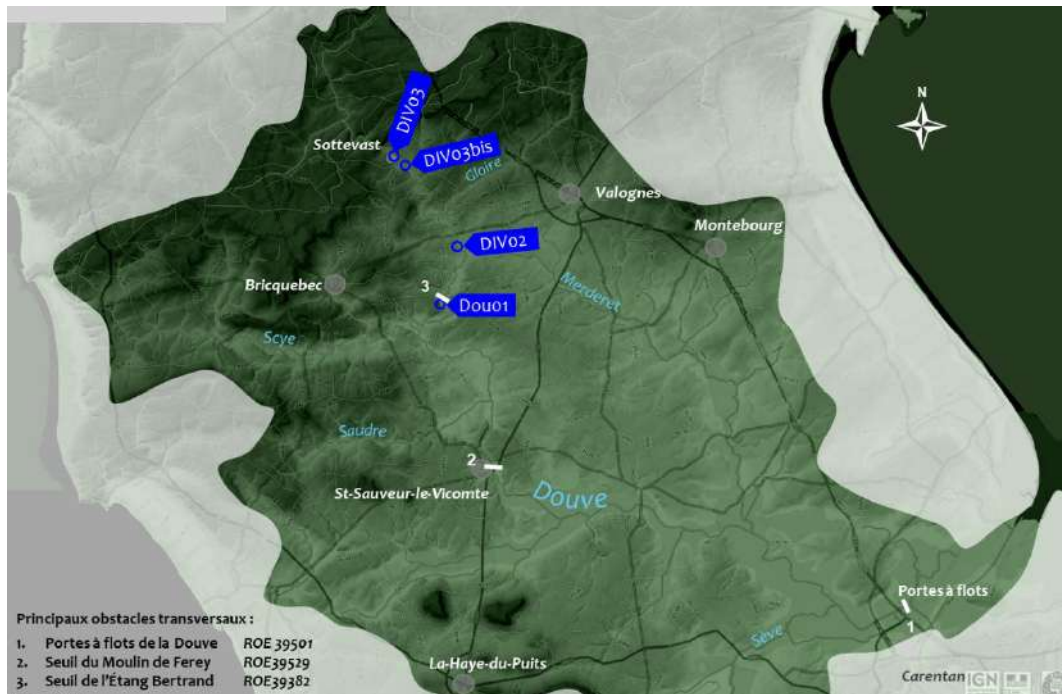 N
DIV03
Sottevast
DIV03bis
Gloire
Valognes
Montebourg
DIV02
Bricquebec
3
Dou01
Merderet
Scye
Saudre
2
St-Sauveur-le-Vicomte
Douve
Portes à flots
1
Sève
La-Haye-du-Puits
Carentan
IGN
Principaux obstacles transversaux :
1. Portes à flots de la Douve ROE 39501
2. Seuil du Moulin de Ferey ROE39529
3. Seuil de l'Étang Bertrand ROE39382